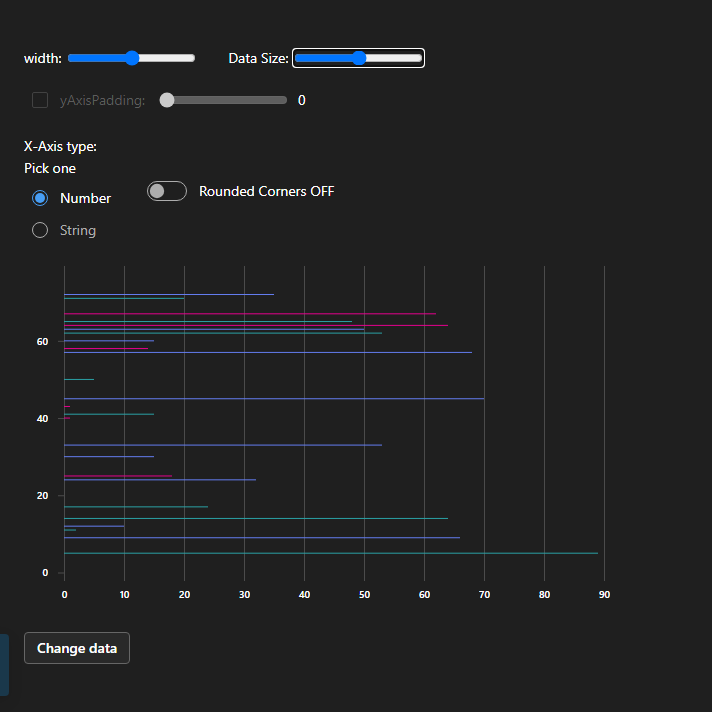 width: Data Size:
yAxisPadding: 0
X-Axis type:
Pick one
Number
Rounded Corners OFF
String
60
40
20
0
0 10 20 30 40 50 60 70 80 90
Change data